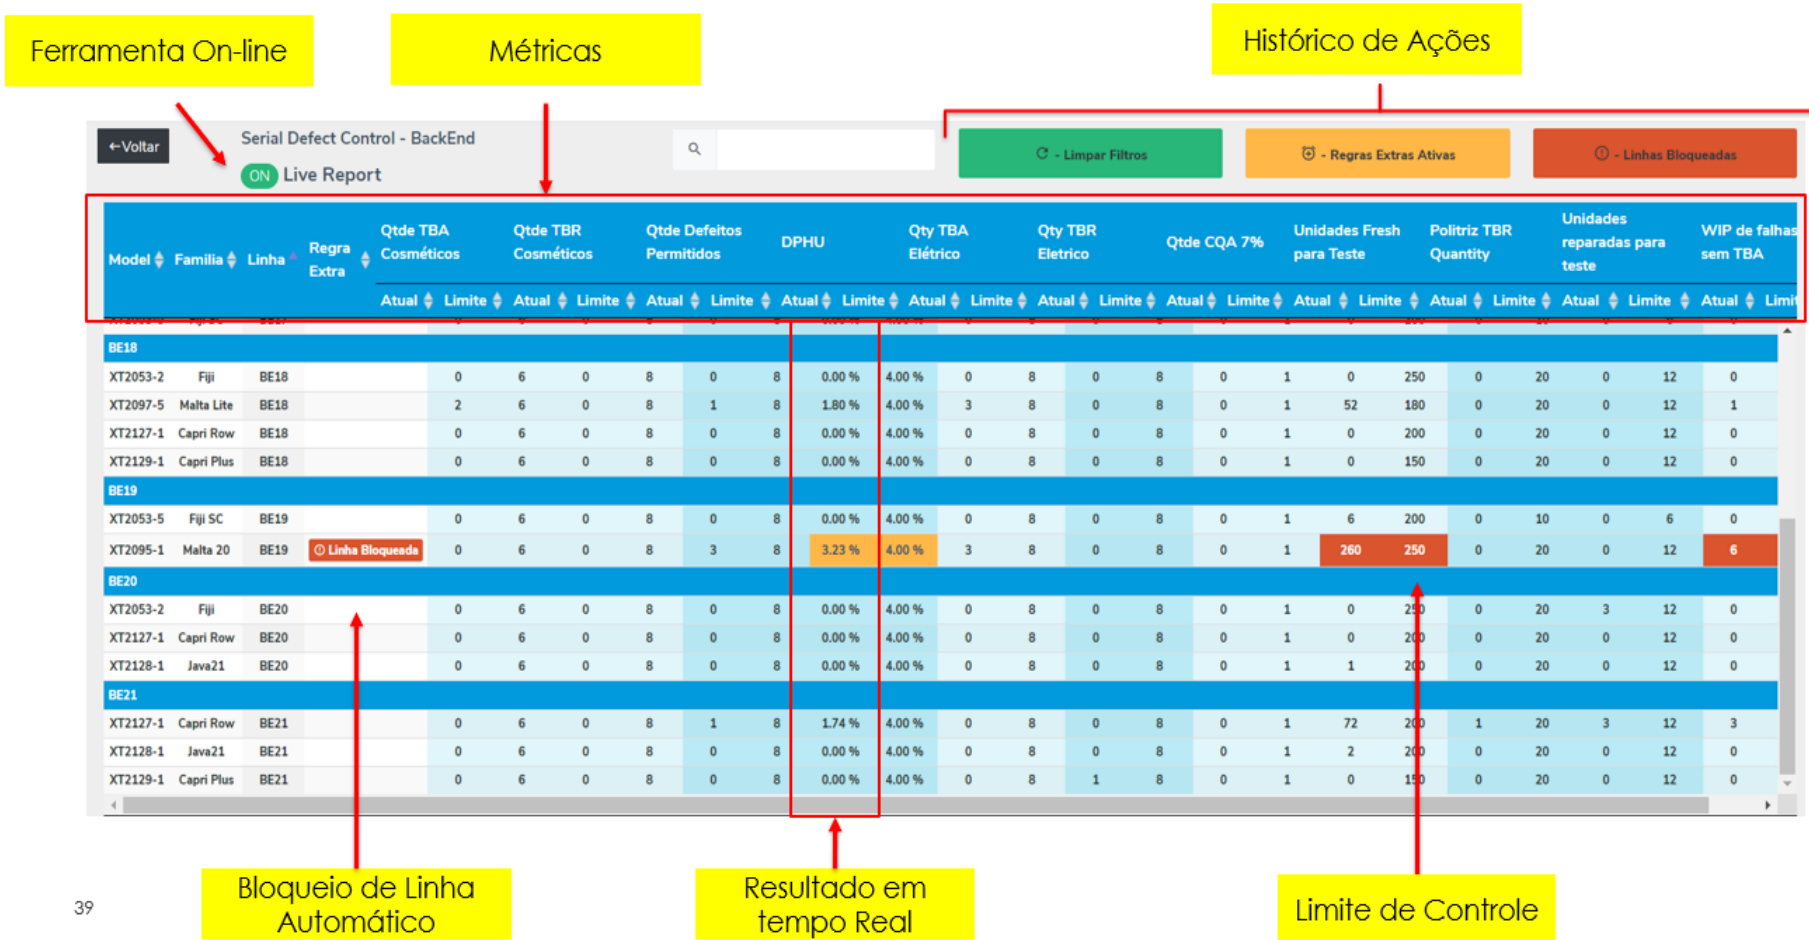 Ferramenta On-line
Métricas
Histórico de Ações
←Voltar
Serial Defect Control - BackEnd
ON Live Report
- Limpar Filtros
- Regras Extras Ativas
- Linhas Bloqueadas
Model Familia Linha Regra Extra Qtde TBA Cosméticos Qtde TBR Cosméticos Qtde Defeitos Permitidos DPHU Qty TBA Elétrico Qty TBR Eletrico Qtde CQA 7% Unidades Fresh para Teste Politriz TBR Quantity Unidades reparadas para teste WIP de falhas sem TBA
Atual Limite Atual Limite Atual Limite Atual Limite Atual Limite Atual Limite Atual Limite Atual Limite Atual Limite Atual Limite Atual Limit
BE18
XT2053-2 Fiji BE18 0 6 0 8 0 8 0.00 % 4.00 % 0 8 0 8 0 1 0 250 0 20 0 12 0
XT2097-5 Malta Lite BE18 2 6 0 8 1 8 1.80 % 4.00 % 3 8 0 8 0 1 52 180 0 20 0 12 1
XT2127-1 Capri Row BE18 0 6 0 8 0 8 0.00 % 4.00 % 0 8 0 8 0 1 0 200 0 20 0 12 0
XT2129-1 Capri Plus BE18 0 6 0 8 0 8 0.00 % 4.00 % 0 8 0 8 0 1 0 150 0 20 0 12 0
BE19
XT2053-5 Fiji SC BE19 0 6 0 8 0 8 0.00 % 4.00 % 0 8 0 8 0 1 6 200 0 10 0 6 0
XT2095-1 Malta 20 BE19 Linha Bloqueada 0 6 0 8 3 8 3.23 % 4.00 % 3 8 0 8 0 1 260 250 0 20 0 12 6
BE20
XT2053-2 Fiji BE20 0 6 0 8 0 8 0.00 % 4.00 % 0 8 0 8 0 1 0 250 0 20 3 12 0
XT2127-1 Capri Row BE20 0 6 0 8 0 8 0.00 % 4.00 % 0 8 0 8 0 1 0 200 0 20 0 12 0
XT2128-1 Java21 BE20 0 6 0 8 0 8 0.00 % 4.00 % 0 8 0 8 0 1 1 200 0 20 0 12 0
BE21
XT2127-1 Capri Row BE21 0 6 0 8 1 8 1.74 % 4.00 % 0 8 0 8 0 1 72 200 1 20 3 12 3
XT2128-1 Java21 BE21 0 6 0 8 0 8 0.00 % 4.00 % 0 8 0 8 0 1 2 200 0 20 0 12 0
XT2129-1 Capri Plus BE21 0 6 0 8 0 8 0.00 % 4.00 % 0 8 1 8 0 1 0 150 0 20 0 12 0
Bloqueio de Linha
Automático
Resultado em
tempo Real
Limite de Controle
39